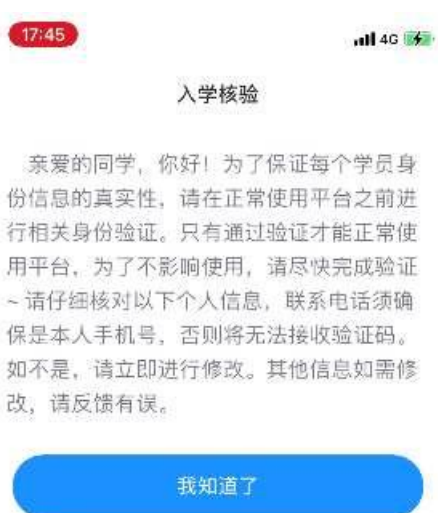 17:45 4G
入学核验
亲爱的同学，你好！为了保证每个学员身
份信息的真实性，请在正常使用平台之前进
行相关身份验证。只有通过验证才能正常使
用平台，为了不影响使用，请尽快完成验证
~请仔细核对以下个人信息，联系电话须确
保是本人手机号，否则将无法接收验证码。
如不是，请立即进行修改。其他信息如需修
改，请反馈有误。
我知道了